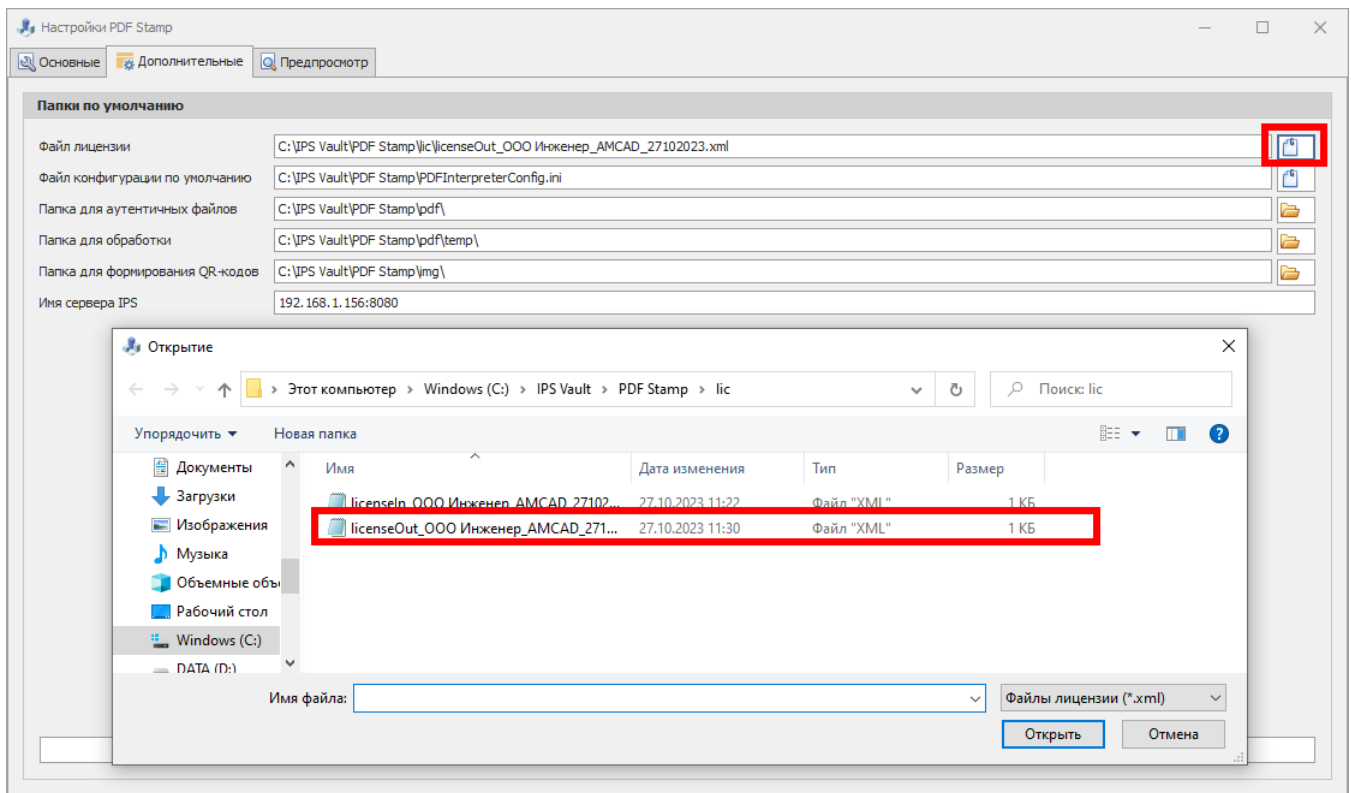 Настройки PDF Stamp
Основные Дополнительные Предпросмотр
Папки по умолчанию
Файл лицензии C:\IPS Vault\PDF Stamp\lic\licenseOut_ООО Инженер_AMCAD_27102023.xml
Файл конфигурации по умолчанию C:\IPS Vault\PDF Stamp\PDFInterpreterConfig.ini
Папка для аутентичных файлов C:\IPS Vault\PDF Stamp\pdf\
Папка для обработки C:\IPS Vault\PDF Stamp\pdf\temp\
Папка для формирования QR-кодов C:\IPS Vault\PDF Stamp\img\
Имя сервера IPS 192.168.1.156:8080
Открытие
Этот компьютер > Windows (C:) > IPS Vault > PDF Stamp > lic Поиск: lic
Упорядочить Новая папка
Имя Дата изменения Тип Размер
Документы
Загрузки
Изображения
Музыка
Объемные объ
Рабочий стол
Windows (C:)
DATA (D:)
licenseIn_ООО Инженер_AMCAD_27102... 27.10.2023 11:22 Файл "XML" 1 КБ
licenseOut_ООО Инженер_AMCAD_271... 27.10.2023 11:30 Файл "XML" 1 КБ
Имя файла: Файлы лицензии (*.xml)
Открыть Отмена